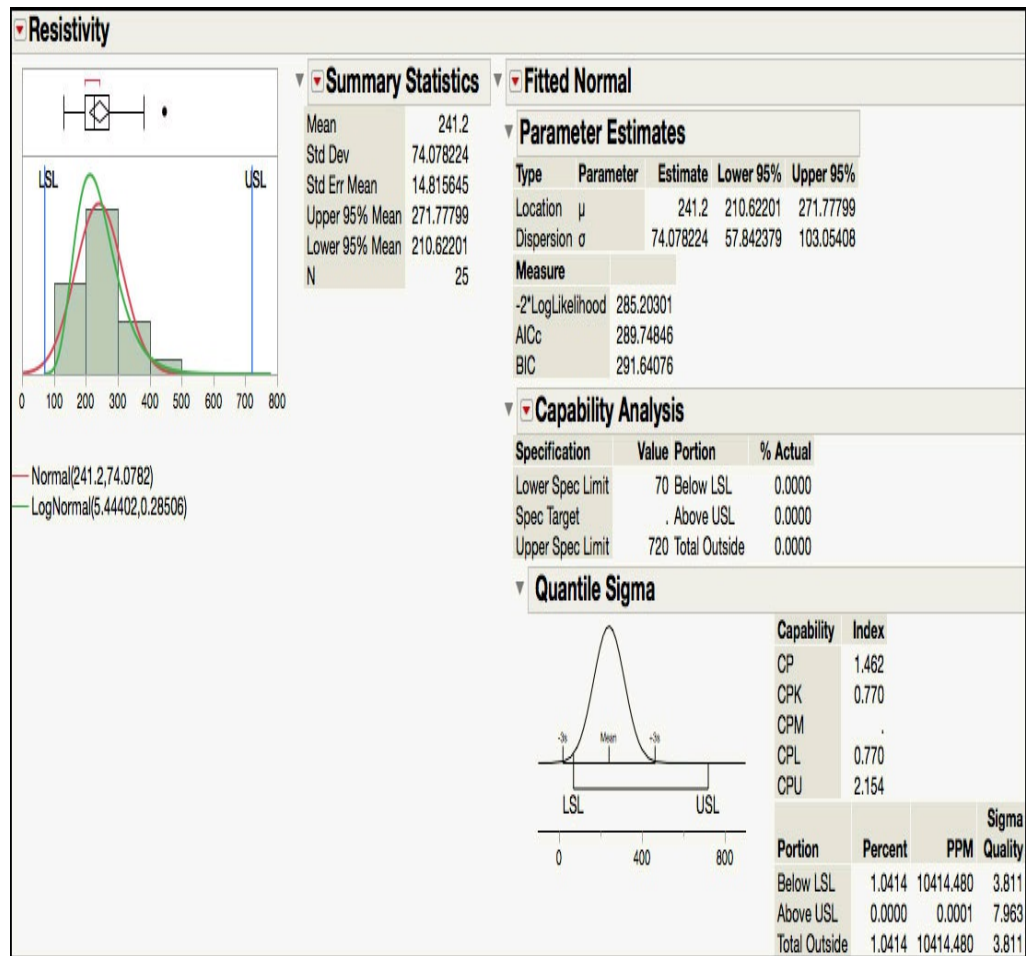 Resistivity
LSL USL
0 100 200 300 400 500 600 700 800
Normal(241.2,74.0782)
LogNormal(5.44402,0.28506)
Summary Statistics
Mean 241.2
Std Dev 74.078224
Std Err Mean 14.815645
Upper 95% Mean 271.77799
Lower 95% Mean 210.62201
N 25
Fitted Normal
Parameter Estimates
Type Parameter Estimate Lower 95% Upper 95%
Location μ 241.2 210.62201 271.77799
Dispersion σ 74.078224 57.842379 103.05408
Measure
-2*LogLikelihood 285.20301
AICc 289.74846
BIC 291.64076
Capability Analysis
Specification Value Portion % Actual
Lower Spec Limit 70 Below LSL 0.0000
Spec Target . Above USL 0.0000
Upper Spec Limit 720 Total Outside 0.0000
Quantile Sigma
-3s Mean +3s
LSL USL
0 400 800
Capability Index
CP 1.462
CPK 0.770
CPM .
CPL 0.770
CPU 2.154
Sigma
Portion Percent PPM Quality
Below LSL 1.0414 10414.480 3.811
Above USL 0.0000 0.0001 7.963
Total Outside 1.0414 10414.480 3.811